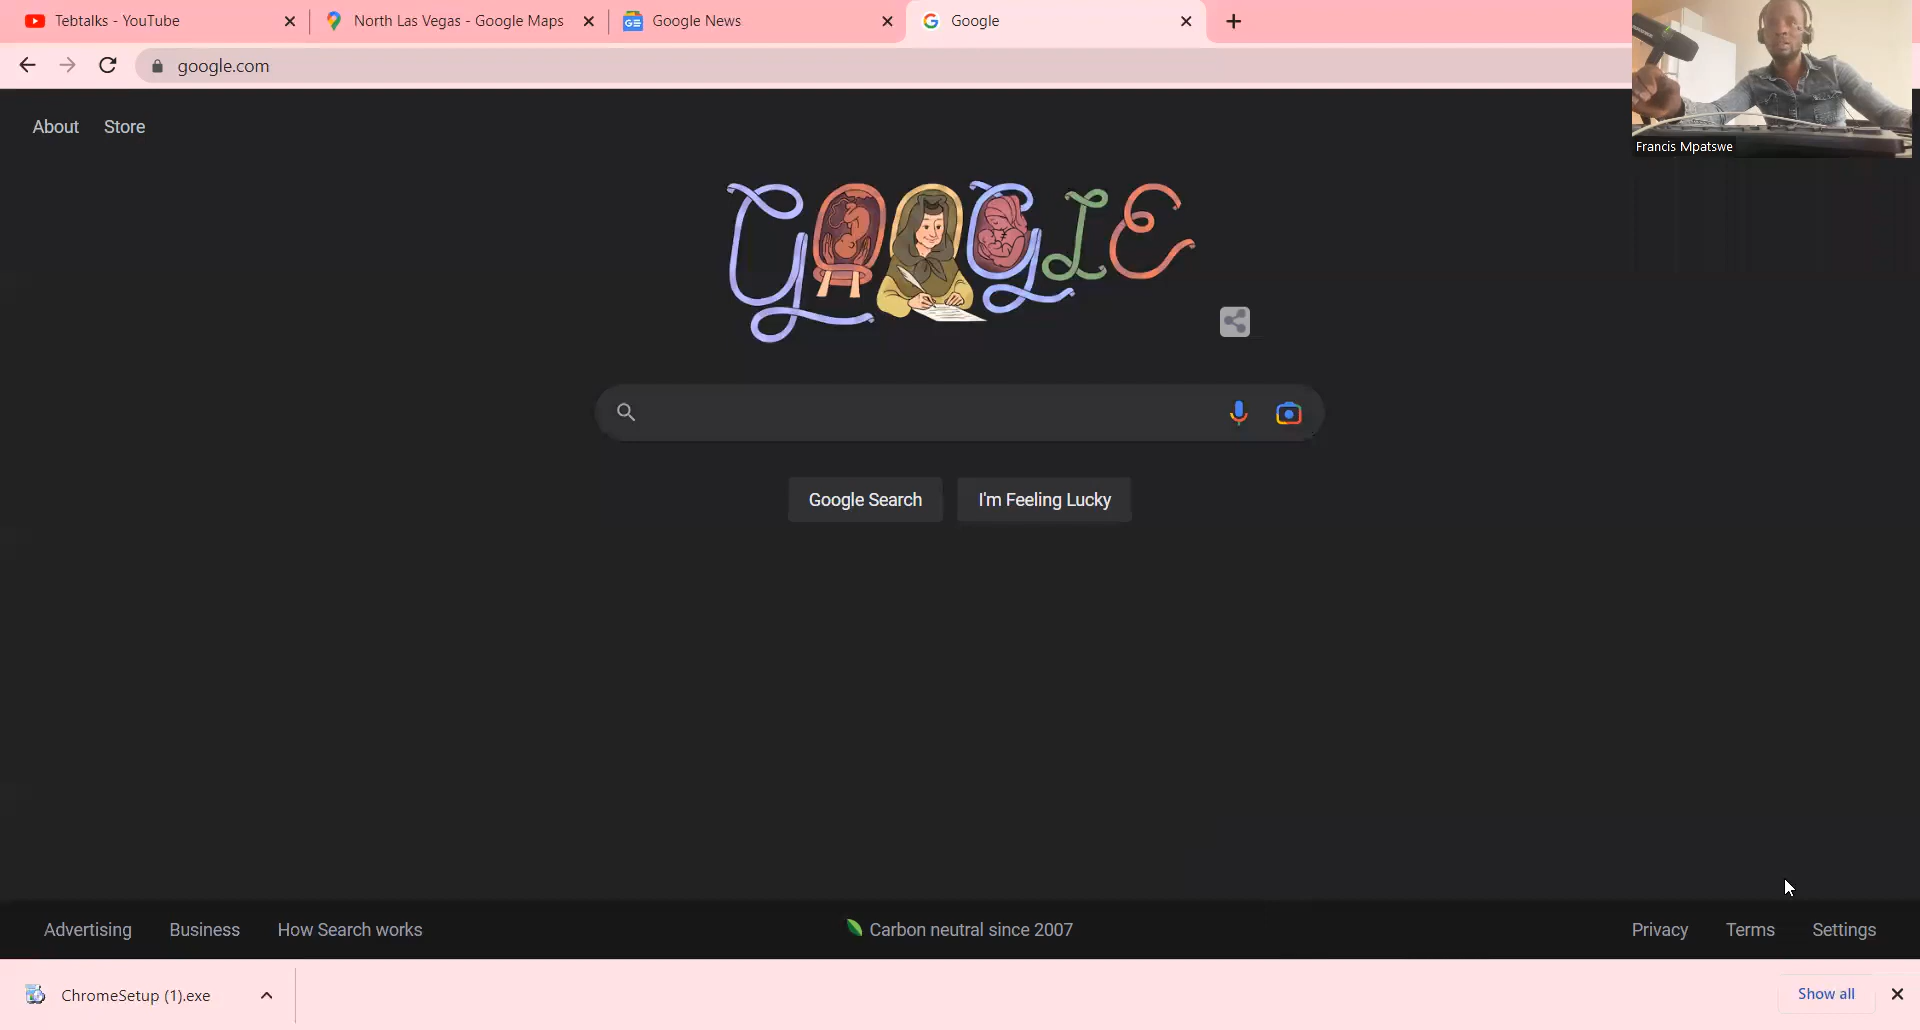 Tebtalks - YouTube
North Las Vegas - Google Maps
Google News
Google
google.com
Francis Mpatswe
About
Store
GOOGLE
Google Search
I'm Feeling Lucky
Advertising
Business
How Search works
Carbon neutral since 2007
Privacy
Terms
Settings
ChromeSetup (1).exe
Show all